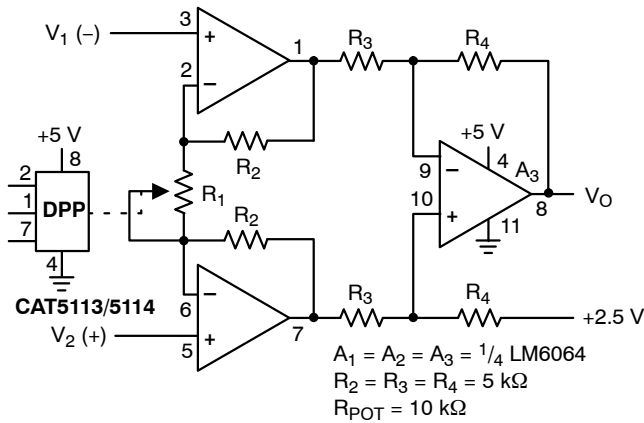 V1 (–)
3
+
2
–
1
R3
R4
+5 V
8
2
1
7
DPP
4
CAT5113/5114
R2
R1
R2
+5 V
4
A3
9
–
10
+
8
11
VO
6
–
5
+
7
V2 (+)
R3
R4
+2.5 V
A1 = A2 = A3 = 1/4 LM6064
R2 = R3 = R4 = 5 kΩ
RPOT = 10 kΩ